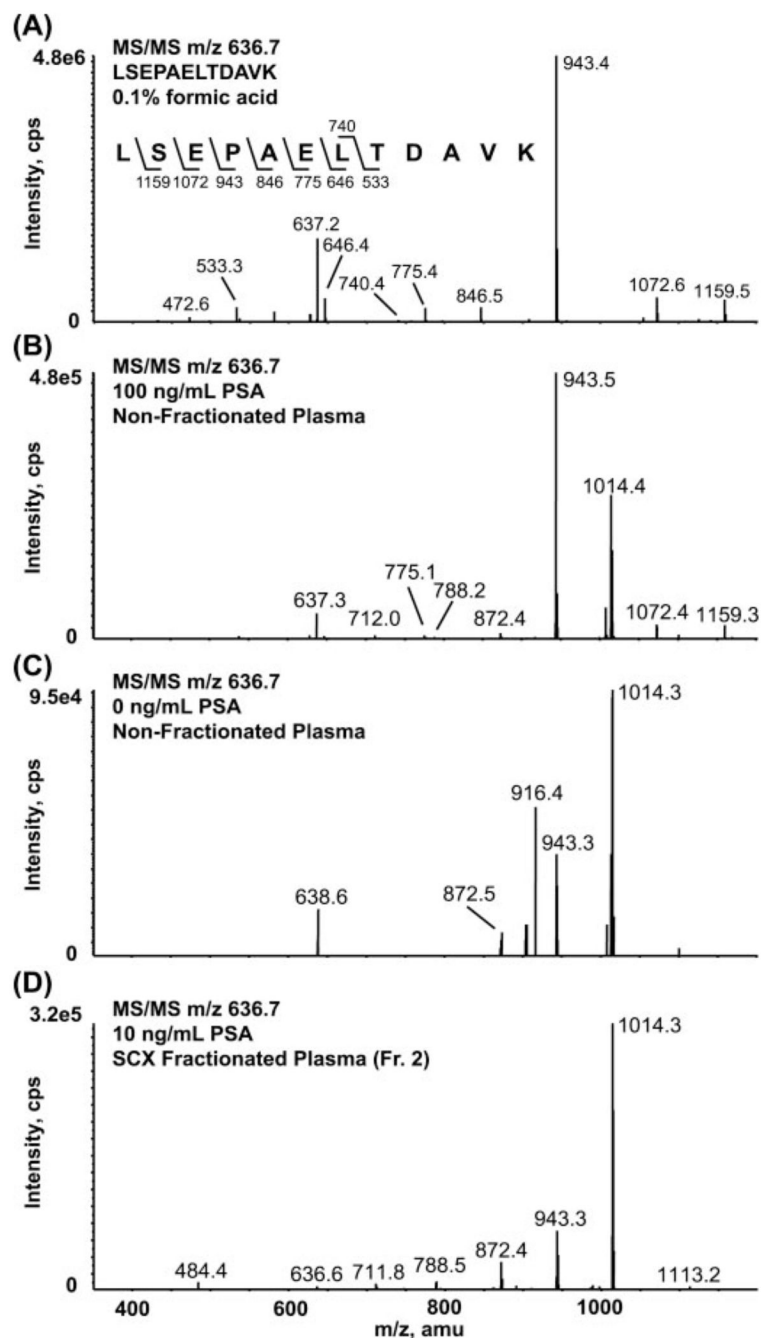 (A)
MS/MS m/z 636.7
LSEPAELTDAVK
0.1% formic acid
4.8e6
943.4
740
L S E P A E L T D A V K
1159 1072 943 846 775 646 533
637.2
646.4
533.3
740.4
775.4
472.6
846.5
1072.6
1159.5
0
Intensity, cps
(B)
MS/MS m/z 636.7
100 ng/mL PSA
Non-Fractionated Plasma
4.8e5
943.5
1014.4
775.1
788.2
637.3
712.0
872.4
1072.4
1159.3
0
Intensity, cps
(C)
MS/MS m/z 636.7
0 ng/mL PSA
Non-Fractionated Plasma
9.5e4
1014.3
916.4
943.3
638.6
872.5
0
Intensity, cps
(D)
MS/MS m/z 636.7
10 ng/mL PSA
SCX Fractionated Plasma (Fr. 2)
3.2e5
1014.3
943.3
872.4
484.4
636.6
711.8
788.5
1113.2
0
Intensity, cps
400 600 800 1000
m/z, amu